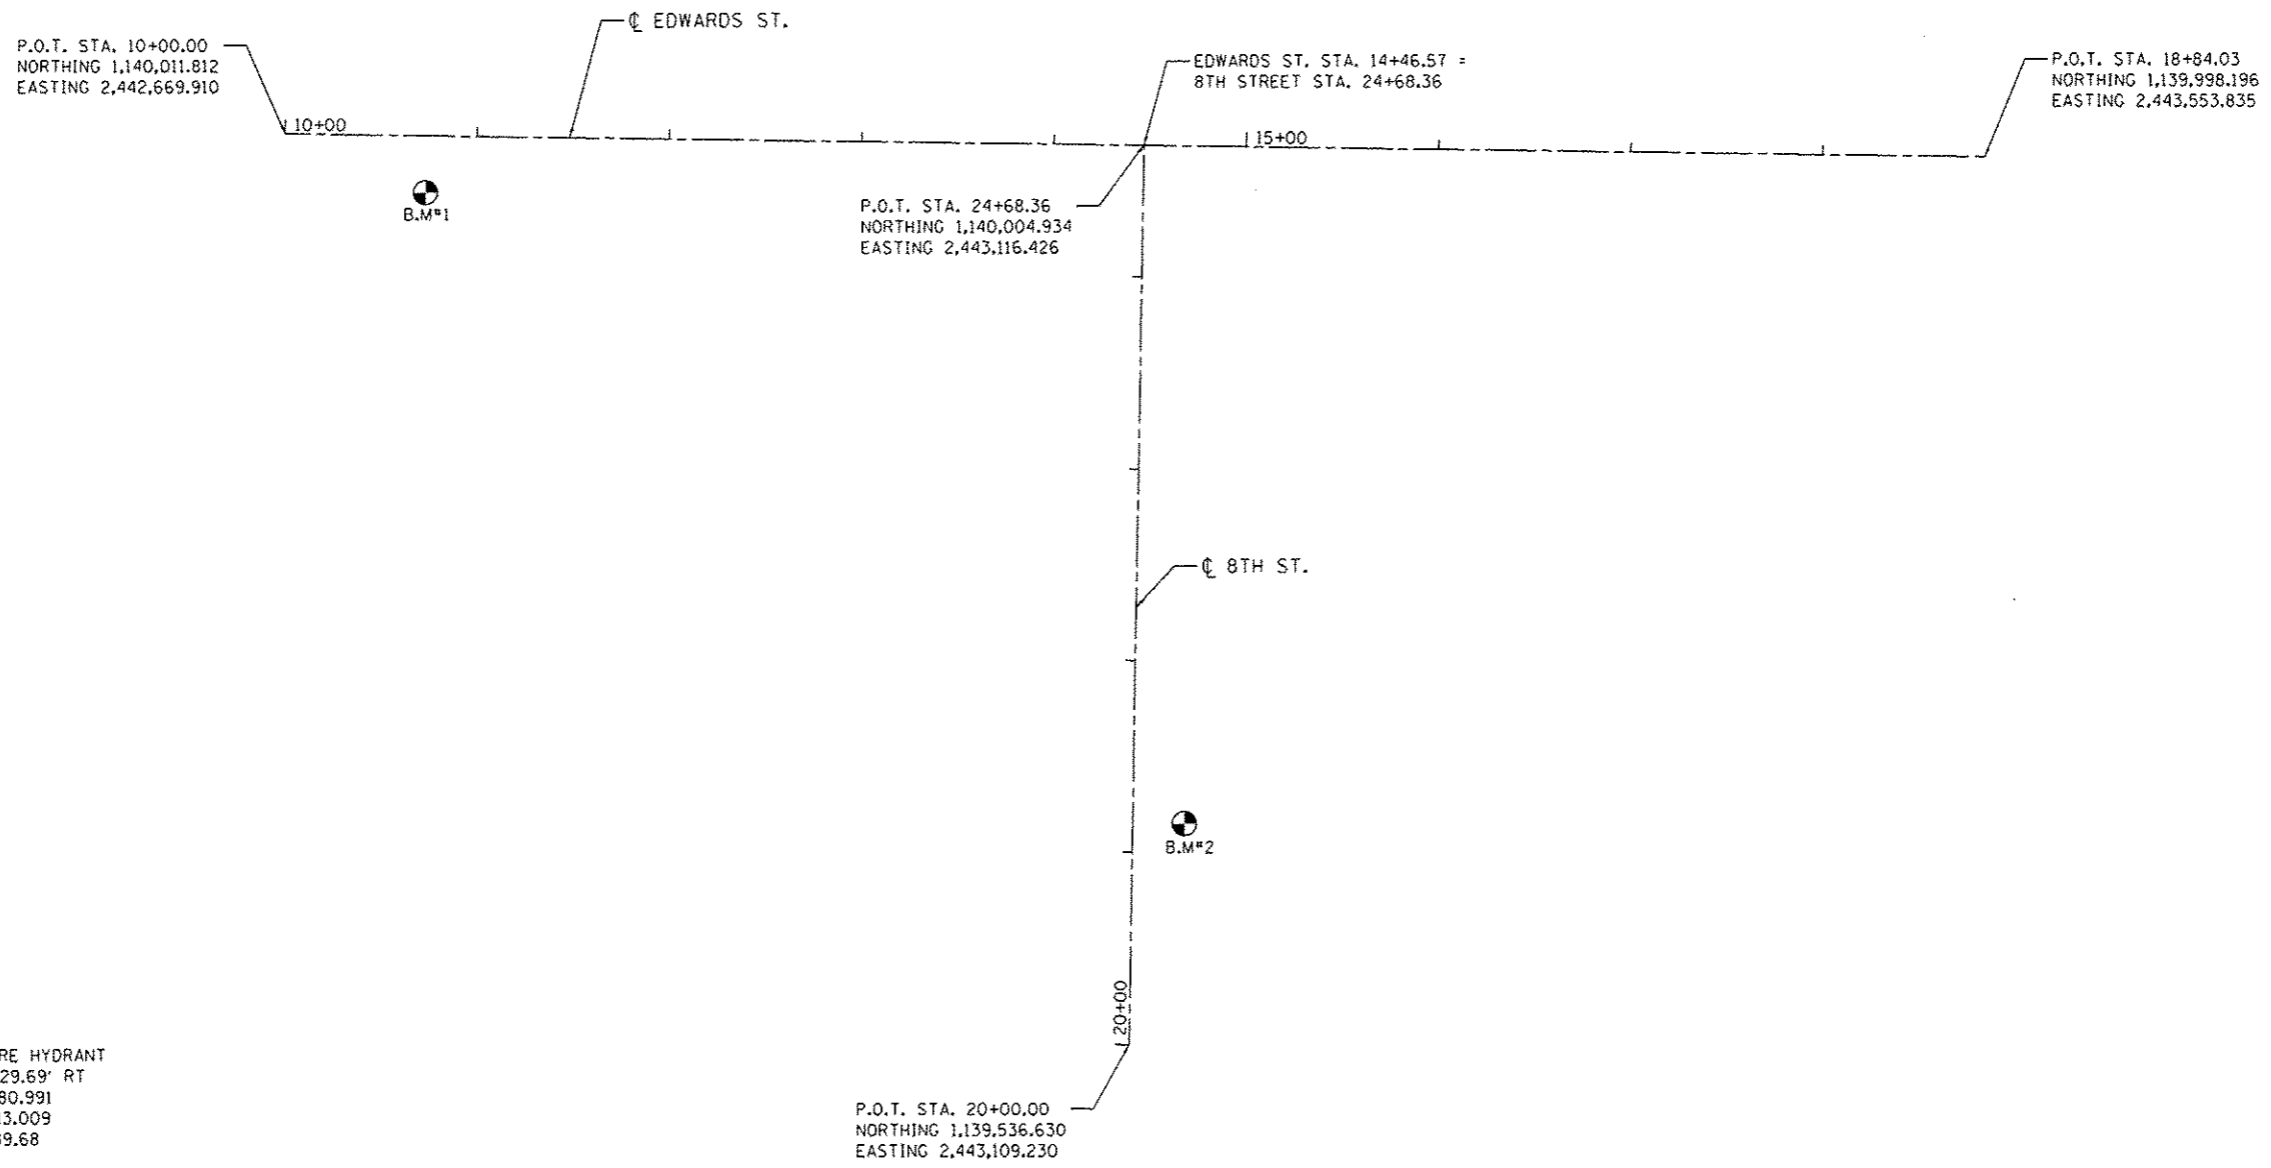 ℄ EDWARDS ST.
P.O.T. STA. 10+00.00
NORTHING 1,140,011.812
EASTING 2,442,669.910
EDWARDS ST. STA. 14+46.57 =
8TH STREET STA. 24+68.36
P.O.T. STA. 18+84.03
NORTHING 1,139,998.196
EASTING 2,443,553.835
10+00
15+00
B.M#1
P.O.T. STA. 24+68.36
NORTHING 1,140,004.934
EASTING 2,443,116.426
℄ 8TH ST.
B.M#2
20+00
RE HYDRANT
29.69' RT
80.991
13.009
39.68
P.O.T. STA. 20+00.00
NORTHING 1,139,536.630
EASTING 2,443,109.230